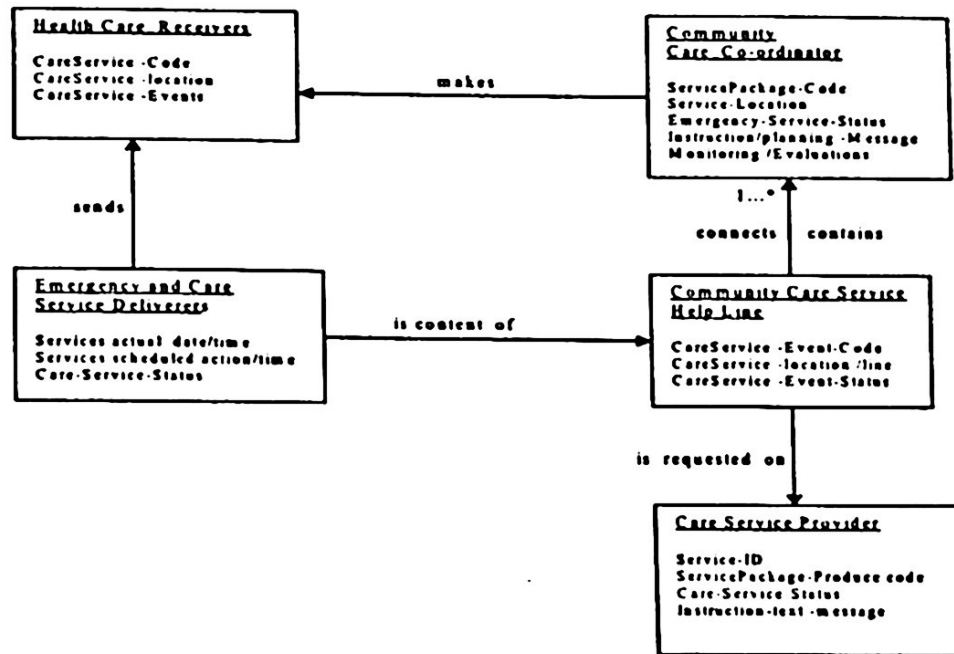 Health Care Receivers
CareService -Code
CareService -location
CareService -Events
Community
Care Co-ordinator
ServicePackage-Code
Service-Location
Emergency-Service-Status
Instruction/planning -Message
Monitoring /Evaluations
makes
1...*
sends
connects contains
Emergency and Care
Service Deliverers
Services actual date/time
Services scheduled action/time
Care-Service-Status
is content of
Community Care Service
Help Line
CareService -Event-Code
CareService -location /line
CareService -Event-Status
is requested on
Care Service Provider
Service-ID
ServicePackage-Produce code
Care-Service Status
Instruction-text -message